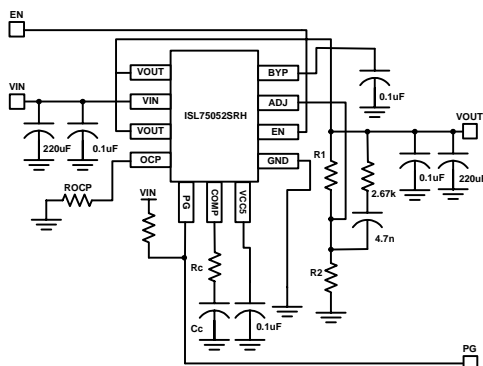 EN
VOUT
BYP
0.1uF
VIN
VIN
ISL75052SRH
ADJ
VOUT
VOUT
EN
220uF
0.1uF
OCP
GND
R1
2.67k
0.1uF
220uF
ROCP
VIN
PG
COMP
VCC5
4.7n
Rc
R2
Cc
0.1uF
PG